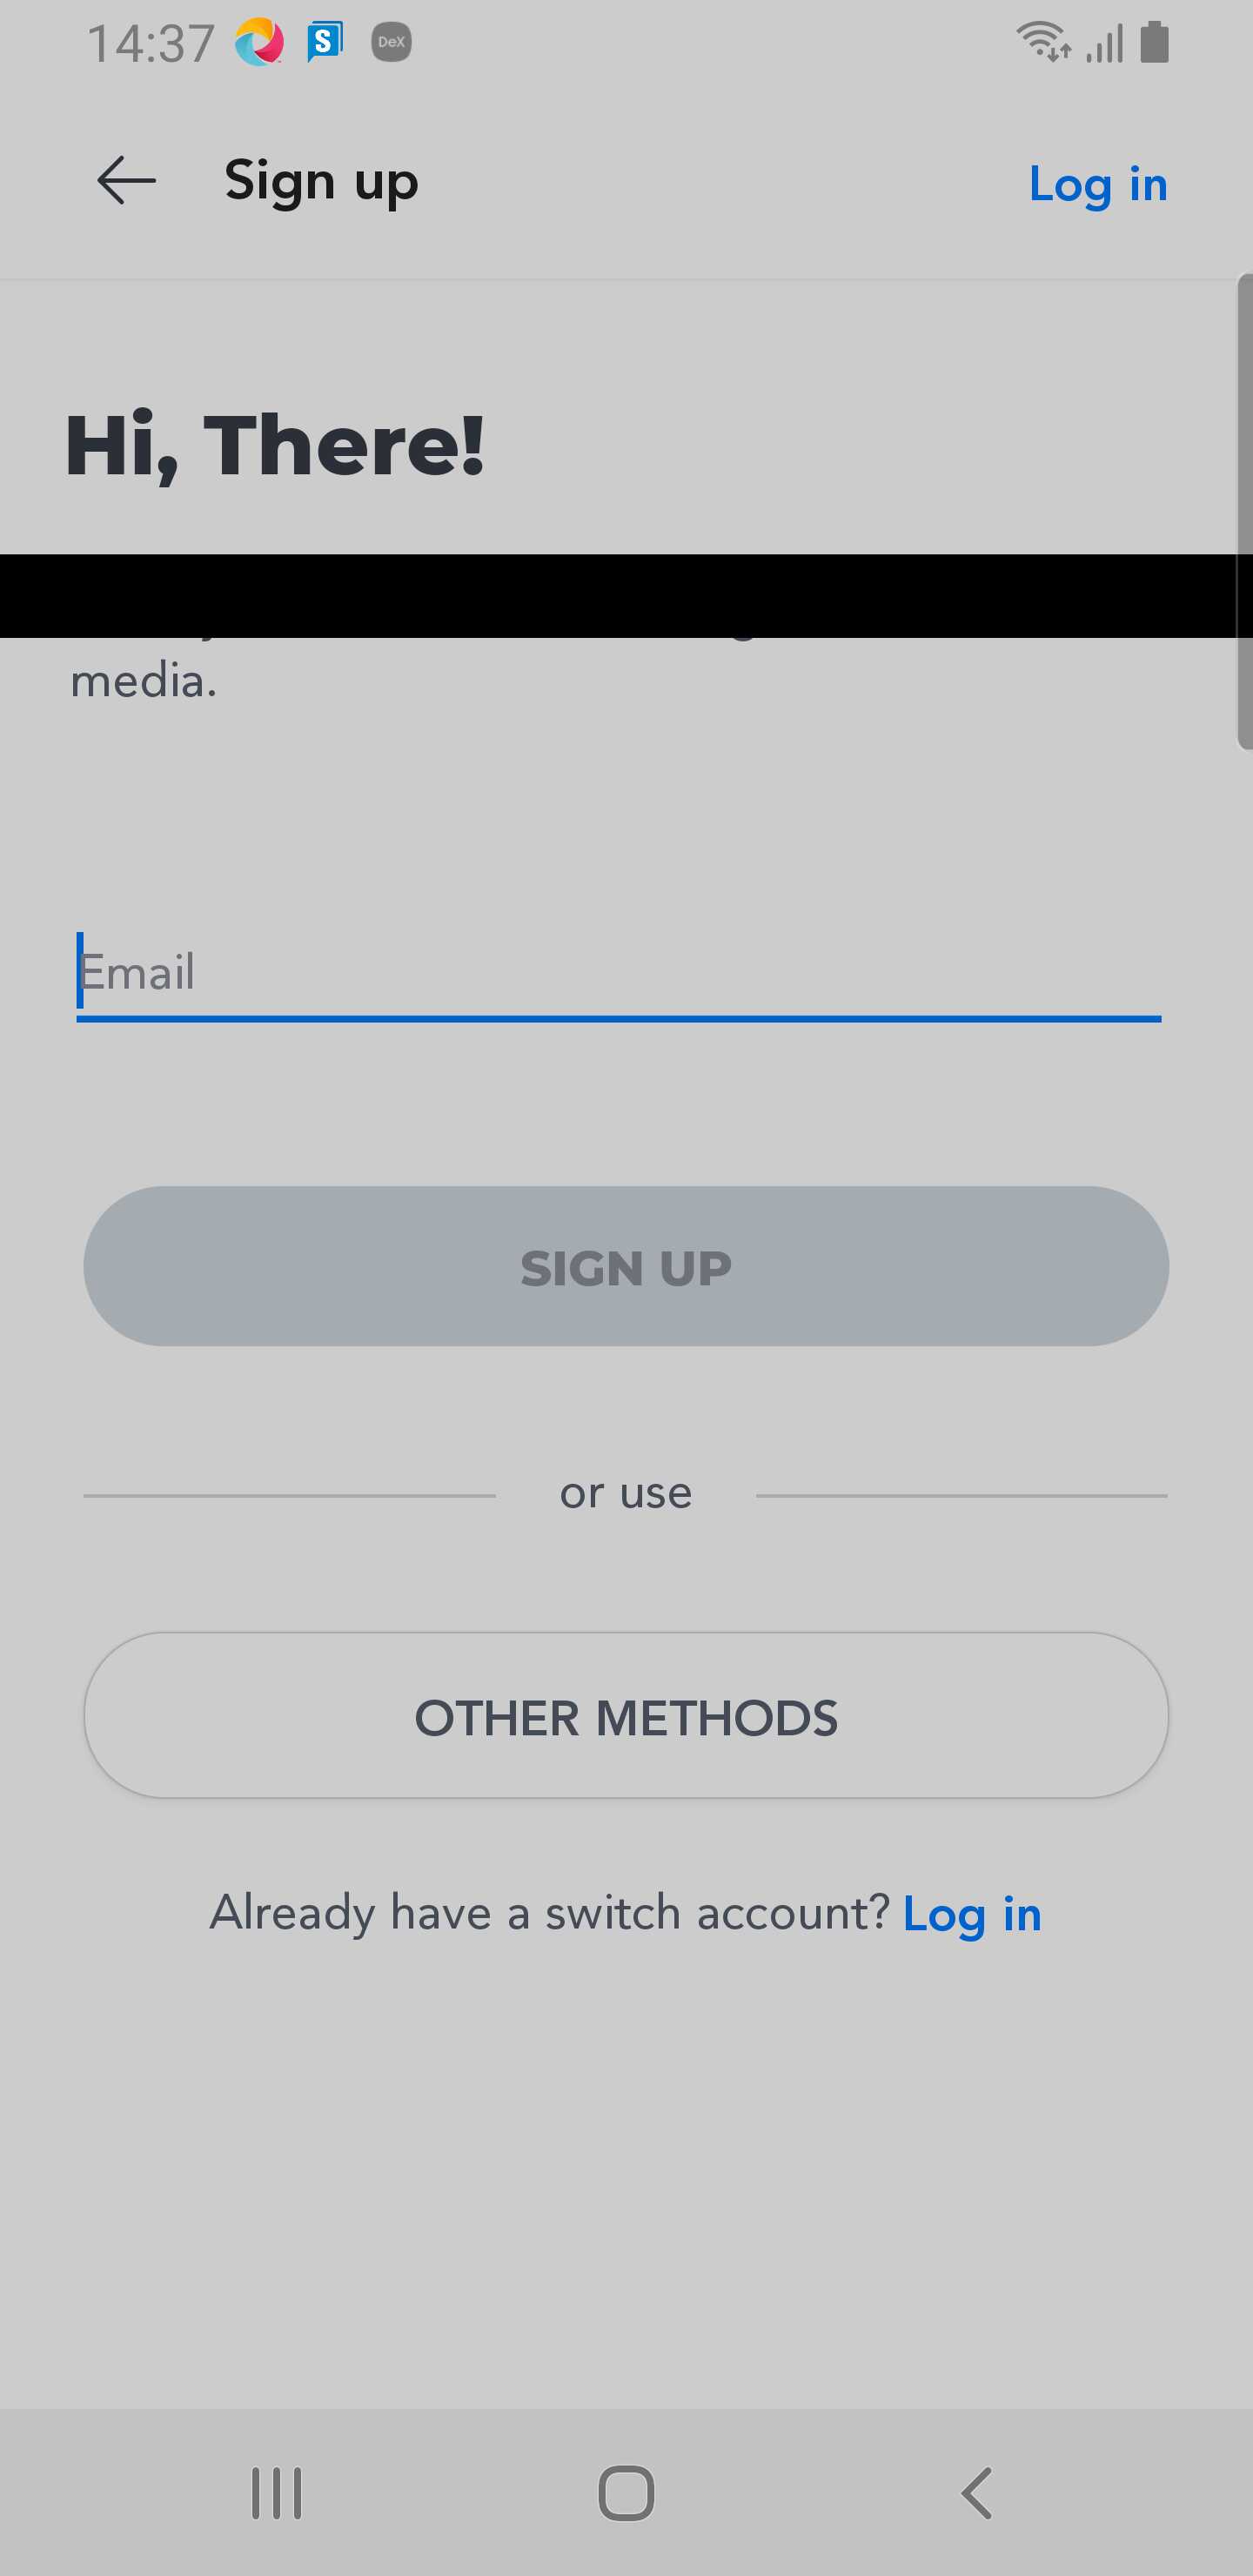 14:37 S DeX
Sign up Log in
Hi, There!
media.
Email
SIGN UP
or use
OTHER METHODS
Already have a switch account? Log in